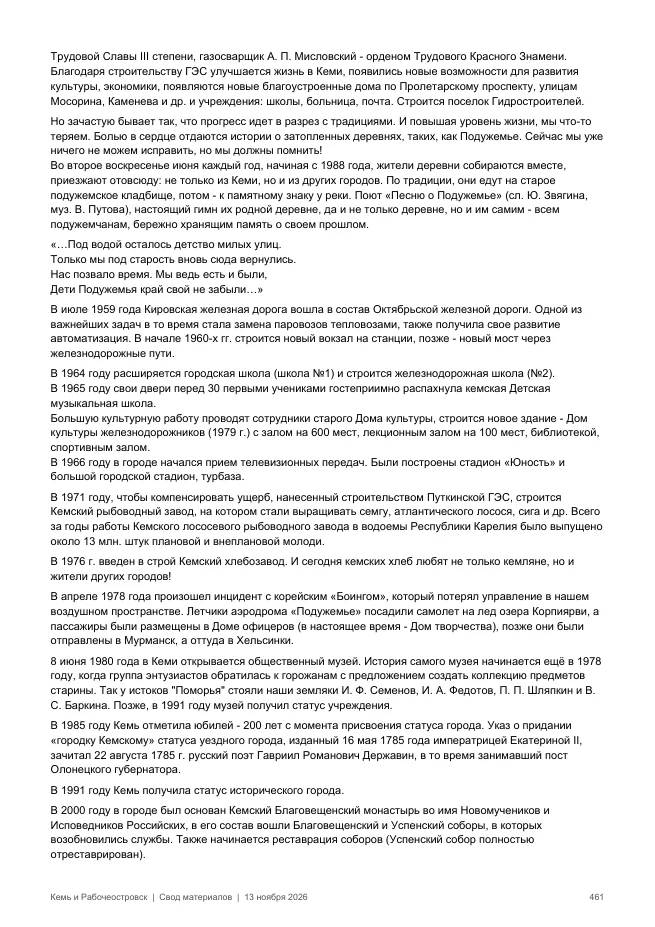 Трудовой Славы III степени, газосварщик А. П. Мисловский - орденом Трудового Красного Знамени.
Благодаря строительству ГЭС улучшается жизнь в Кеми, появились новые возможности для развития
культуры, экономики, появляются новые благоустроенные дома по Пролетарскому проспекту, улицам
Мосорина, Каменева и др. и учреждения: школы, больница, почта. Строится поселок Гидростроителей.
Но зачастую бывает так, что прогресс идет в разрез с традициями. И повышая уровень жизни, мы что-то
теряем. Болью в сердце отдаются истории о затопленных деревнях, таких, как Подужемье. Сейчас мы уже
ничего не можем исправить, но мы должны помнить!
Во второе воскресенье июня каждый год, начиная с 1988 года, жители деревни собираются вместе,
приезжают отовсюду: не только из Кеми, но и из других городов. По традиции, они едут на старое
подужемское кладбище, потом - к памятному знаку у реки. Поют «Песню о Подужемье» (сл. Ю. Звягина,
муз. В. Путова), настоящий гимн их родной деревне, да и не только деревне, но и им самим - всем
подужемчанам, бережно хранящим память о своем прошлом.
«…Под водой осталось детство милых улиц.
Только мы под старость вновь сюда вернулись.
Нас позвало время. Мы ведь есть и были,
Дети Подужемья край свой не забыли…»
В июле 1959 года Кировская железная дорога вошла в состав Октябрьской железной дороги. Одной из
важнейших задач в то время стала замена паровозов тепловозами, также получила свое развитие
автоматизация. В начале 1960-х гг. строится новый вокзал на станции, позже - новый мост через
железнодорожные пути.
В 1964 году расширяется городская школа (школа №1) и строится железнодорожная школа (№2).
В 1965 году свои двери перед 30 первыми учениками гостеприимно распахнула кемская Детская
музыкальная школа.
Большую культурную работу проводят сотрудники старого Дома культуры, строится новое здание - Дом
культуры железнодорожников (1979 г.) с залом на 600 мест, лекционным залом на 100 мест, библиотекой,
спортивным залом.
В 1966 году в городе начался прием телевизионных передач. Были построены стадион «Юность» и
большой городской стадион, турбаза.
В 1971 году, чтобы компенсировать ущерб, нанесенный строительством Путкинской ГЭС, строится
Кемский рыбоводный завод, на котором стали выращивать семгу, атлантического лосося, сига и др. Всего
за годы работы Кемского лососевого рыбоводного завода в водоемы Республики Карелия было выпущено
около 13 млн. штук плановой и внеплановой молоди.
В 1976 г. введен в строй Кемский хлебозавод. И сегодня кемских хлеб любят не только кемляне, но и
жители других городов!
В апреле 1978 года произошел инцидент с корейским «Боингом», который потерял управление в нашем
воздушном пространстве. Летчики аэродрома «Подужемье» посадили самолет на лед озера Корпиярви, а
пассажиры были размещены в Доме офицеров (в настоящее время - Дом творчества), позже они были
отправлены в Мурманск, а оттуда в Хельсинки.
8 июня 1980 года в Кеми открывается общественный музей. История самого музея начинается ещё в 1978
году, когда группа энтузиастов обратилась к горожанам с предложением создать коллекцию предметов
старины. Так у истоков "Поморья" стояли наши земляки И. Ф. Семенов, И. А. Федотов, П. П. Шляпкин и В.
С. Баркина. Позже, в 1991 году музей получил статус учреждения.
В 1985 году Кемь отметила юбилей - 200 лет с момента присвоения статуса города. Указ о придании
«городку Кемскому» статуса уездного города, изданный 16 мая 1785 года императрицей Екатериной II,
зачитал 22 августа 1785 г. русский поэт Гавриил Романович Державин, в то время занимавший пост
Олонецкого губернатора.
В 1991 году Кемь получила статус исторического города.
В 2000 году в городе был основан Кемский Благовещенский монастырь во имя Новомучеников и
Исповедников Российских, в его состав вошли Благовещенский и Успенский соборы, в которых
возобновились службы. Также начинается реставрация соборов (Успенский собор полностью
отреставрирован).
Кемь и Рабочеостровск | Свод материалов | 13 ноября 2026 461